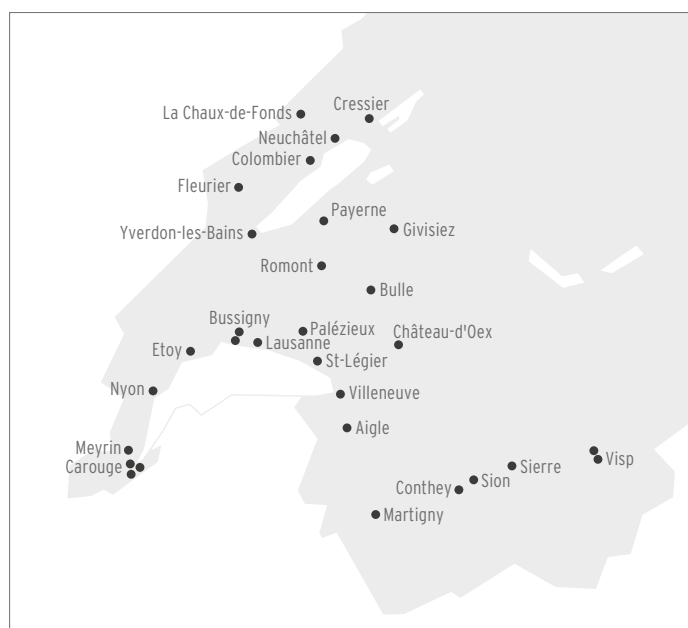 Cressier
La Chaux-de-Fonds
Neuchâtel
Colombier
Fleurier
Payerne
Givisiez
Yverdon-les-Bains
Romont
Bulle
Bussigny
Palézieux
Château-d'Oex
Lausanne
Etoy
St-Légier
Nyon
Villeneuve
Aigle
Meyrin
Carouge
Visp
Sierre
Sion
Conthey
Martigny